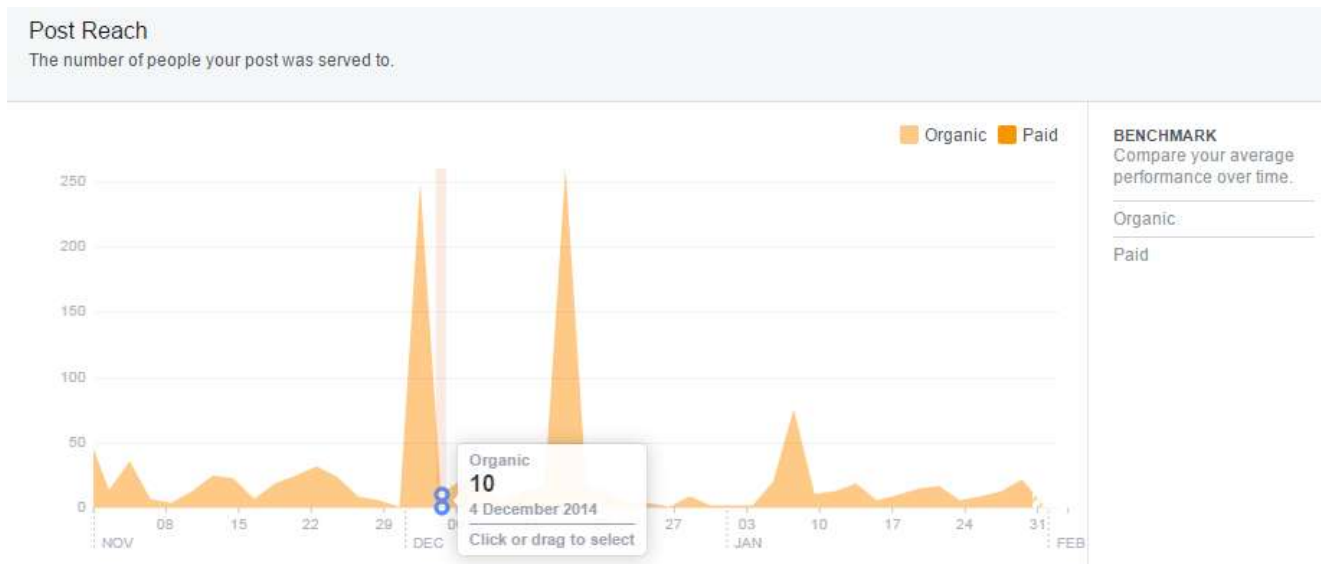 Post Reach
The number of people your post was served to.
Organic Paid
BENCHMARK
Compare your average
performance over time.
Organic
Paid
250
200
150
100
50
0
Organic
10
4 December 2014
Click or drag to select
08 15 22 29 27 03 10 17 24 31
NOV DEC JAN FEB